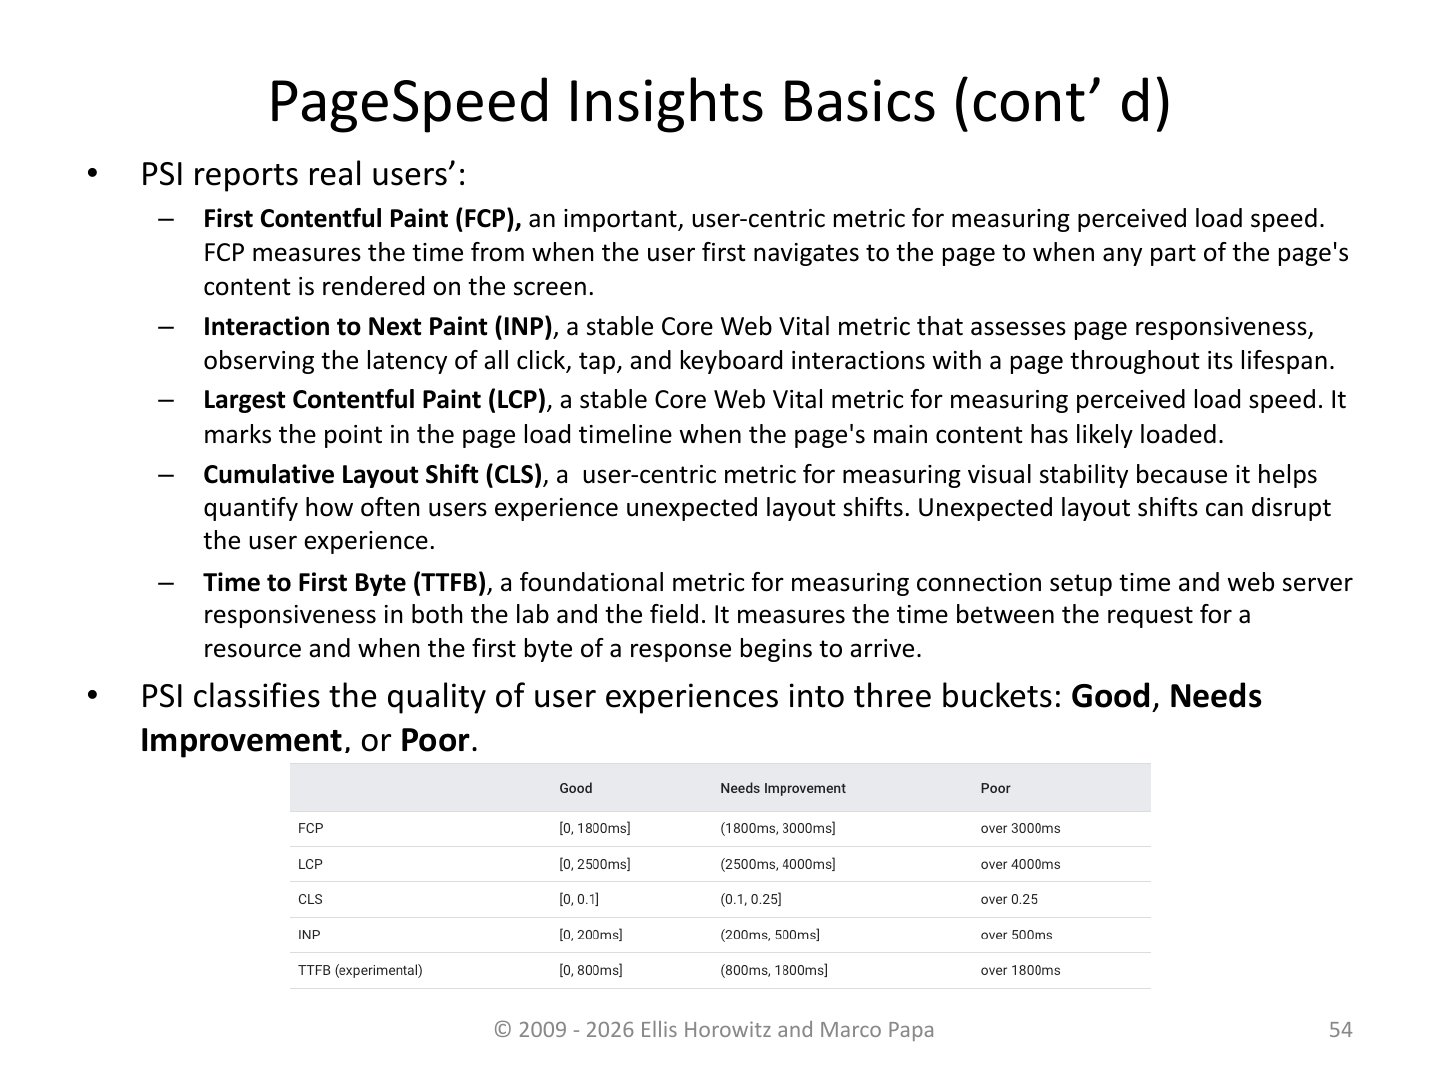 PageSpeed Insights Basics (cont’ d)
• PSI reports real users’:
– First Contentful Paint (FCP), an important, user-centric metric for measuring perceived load speed.
FCP measures the time from when the user first navigates to the page to when any part of the page's
content is rendered on the screen.
– Interaction to Next Paint (INP), a stable Core Web Vital metric that assesses page responsiveness,
observing the latency of all click, tap, and keyboard interactions with a page throughout its lifespan.
– Largest Contentful Paint (LCP), a stable Core Web Vital metric for measuring perceived load speed. It
marks the point in the page load timeline when the page's main content has likely loaded.
– Cumulative Layout Shift (CLS), a  user-centric metric for measuring visual stability because it helps
quantify how often users experience unexpected layout shifts. Unexpected layout shifts can disrupt
the user experience.
– Time to First Byte (TTFB), a foundational metric for measuring connection setup time and web server
responsiveness in both the lab and the field. It measures the time between the request for a
resource and when the first byte of a response begins to arrive.
• PSI classifies the quality of user experiences into three buckets: Good, Needs
Improvement, or Poor.
Good Needs Improvement Poor
FCP [0, 1800ms] (1800ms, 3000ms] over 3000ms
LCP [0, 2500ms] (2500ms, 4000ms] over 4000ms
CLS [0, 0.1] (0.1, 0.25] over 0.25
INP [0, 200ms] (200ms, 500ms] over 500ms
TTFB (experimental) [0, 800ms] (800ms, 1800ms] over 1800ms
© 2009 - 2026 Ellis Horowitz and Marco Papa 54